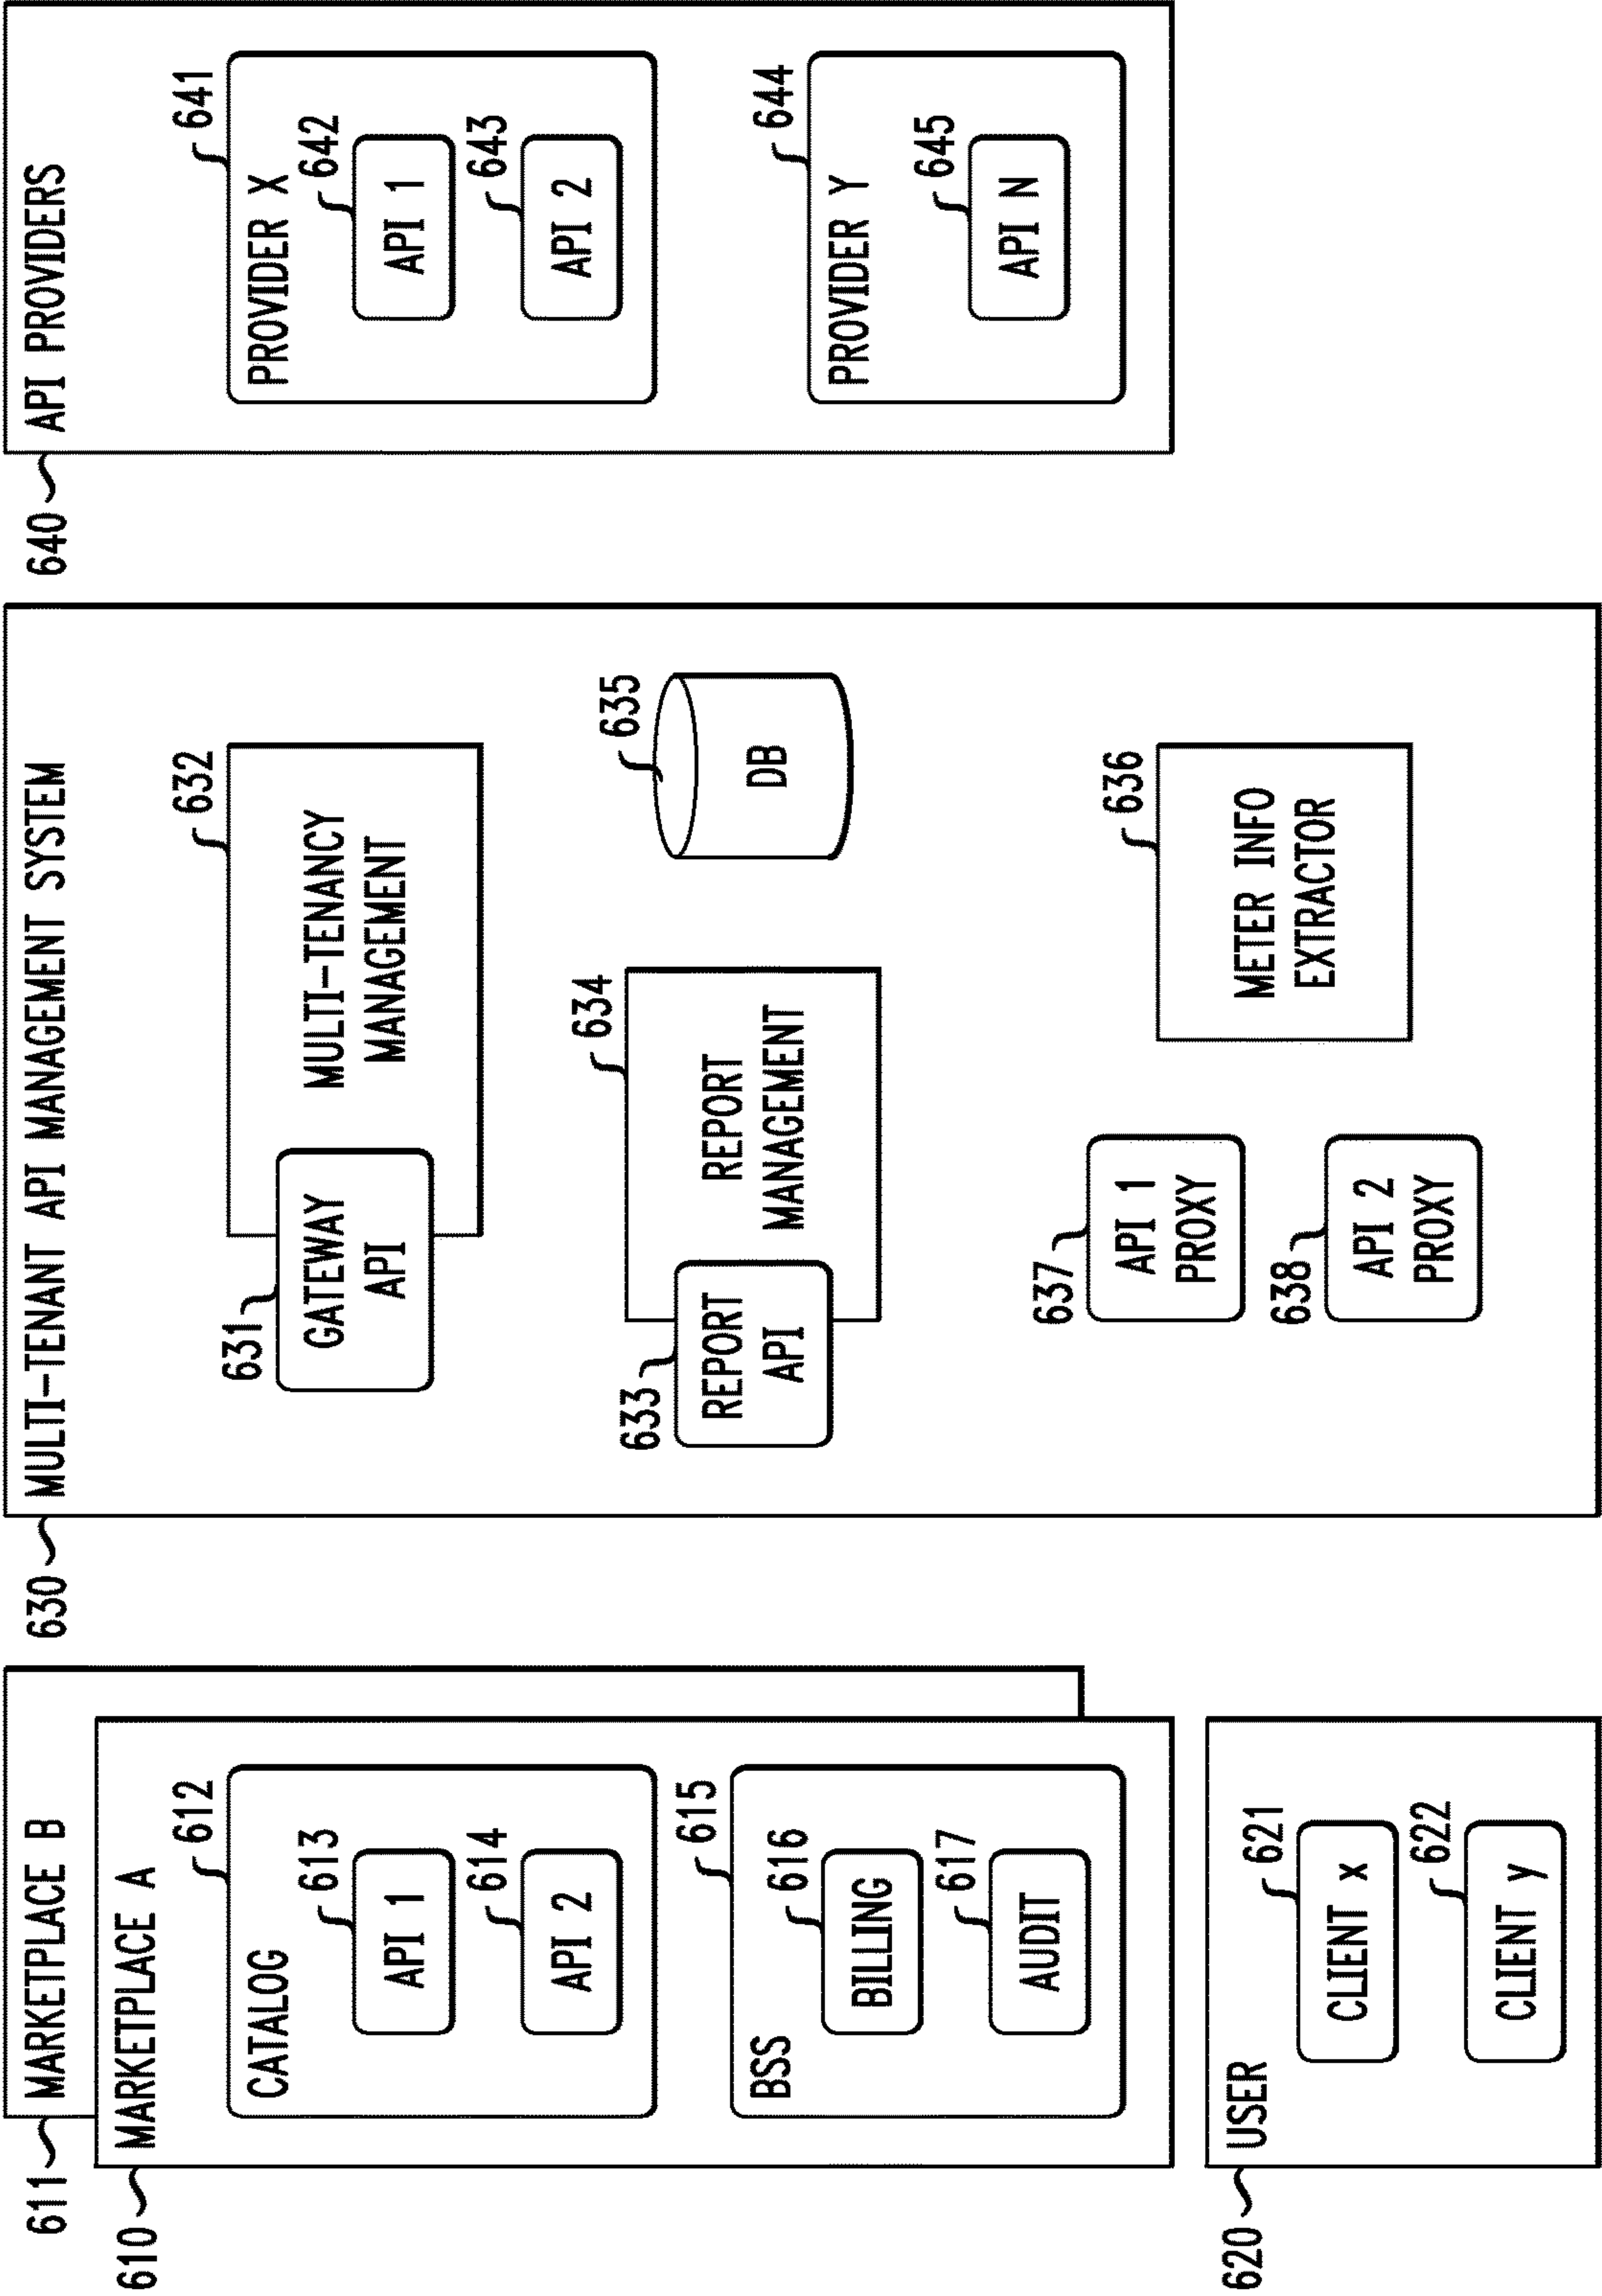 611
MARKETPLACE B
610
MARKETPLACE A
612
CATALOG
613
API 1
614
API 2
615
BSS
616
BILLING
617
AUDIT
620
USER
621
CLIENT x
622
CLIENT y
630
MULTI-TENANT API MANAGEMENT SYSTEM
631
GATEWAY
API
632
MULTI-TENANCY
MANAGEMENT
633
REPORT
API
634
REPORT
MANAGEMENT
635
DB
637
API 1
PROXY
638
API 2
PROXY
636
METER INFO
EXTRACTOR
640
API PROVIDERS
641
PROVIDER X
642
API 1
643
API 2
644
PROVIDER Y
645
API N